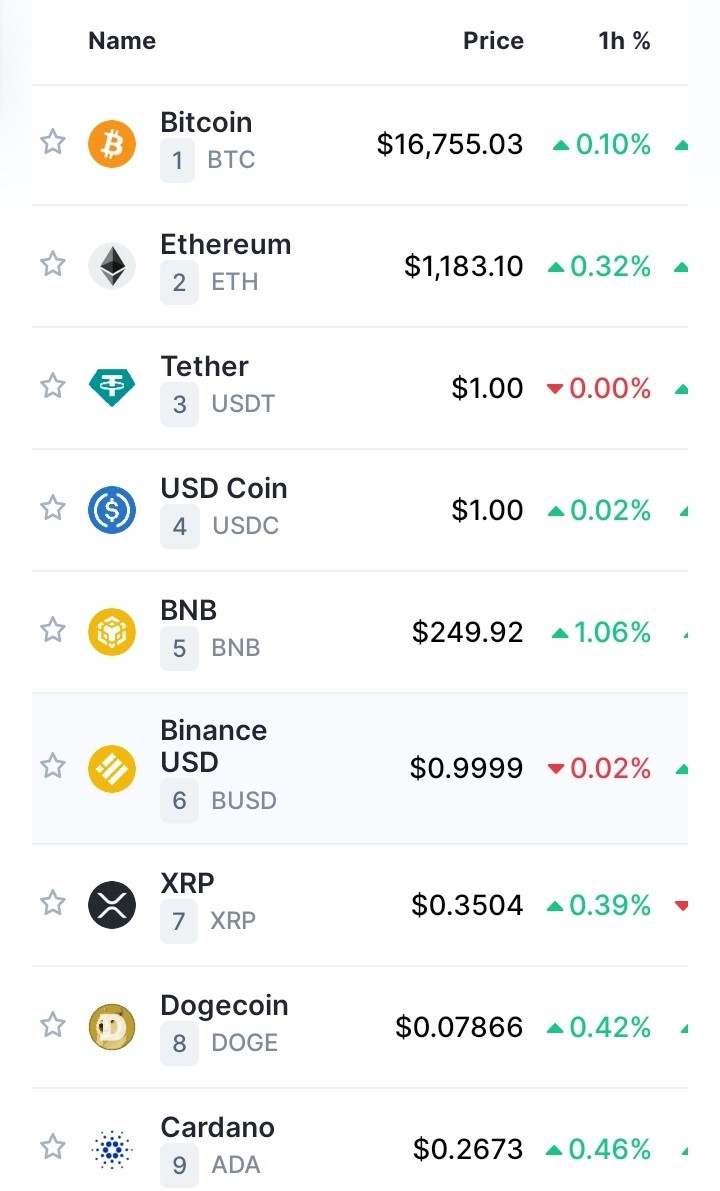 Name Price 1h %
Bitcoin
1 BTC $16,755.03 0.10%
Ethereum
2 ETH $1,183.10 0.32%
Tether
3 USDT $1.00 0.00%
USD Coin
4 USDC $1.00 0.02%
BNB
5 BNB $249.92 1.06%
Binance
USD
6 BUSD $0.9999 0.02%
XRP
7 XRP $0.3504 0.39%
Dogecoin
8 DOGE $0.07866 0.42%
Cardano
9 ADA $0.2673 0.46%